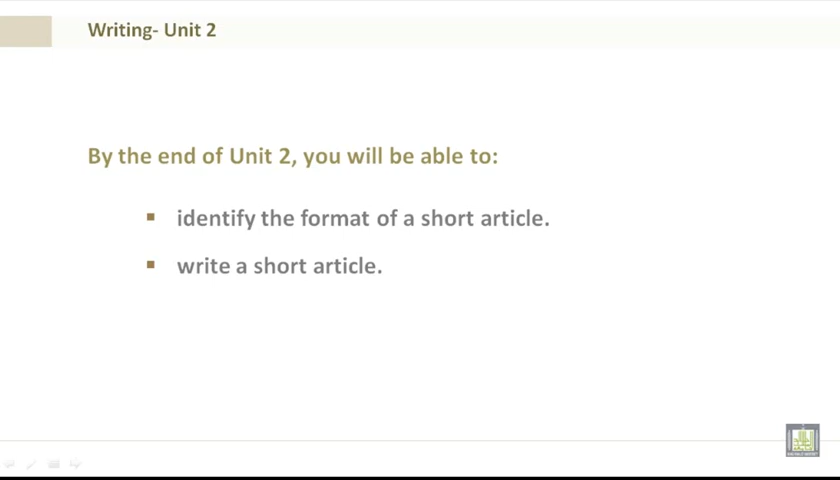 Writing- Unit 2
By the end of Unit 2, you will be able to:
identify the format of a short article.
write a short article.